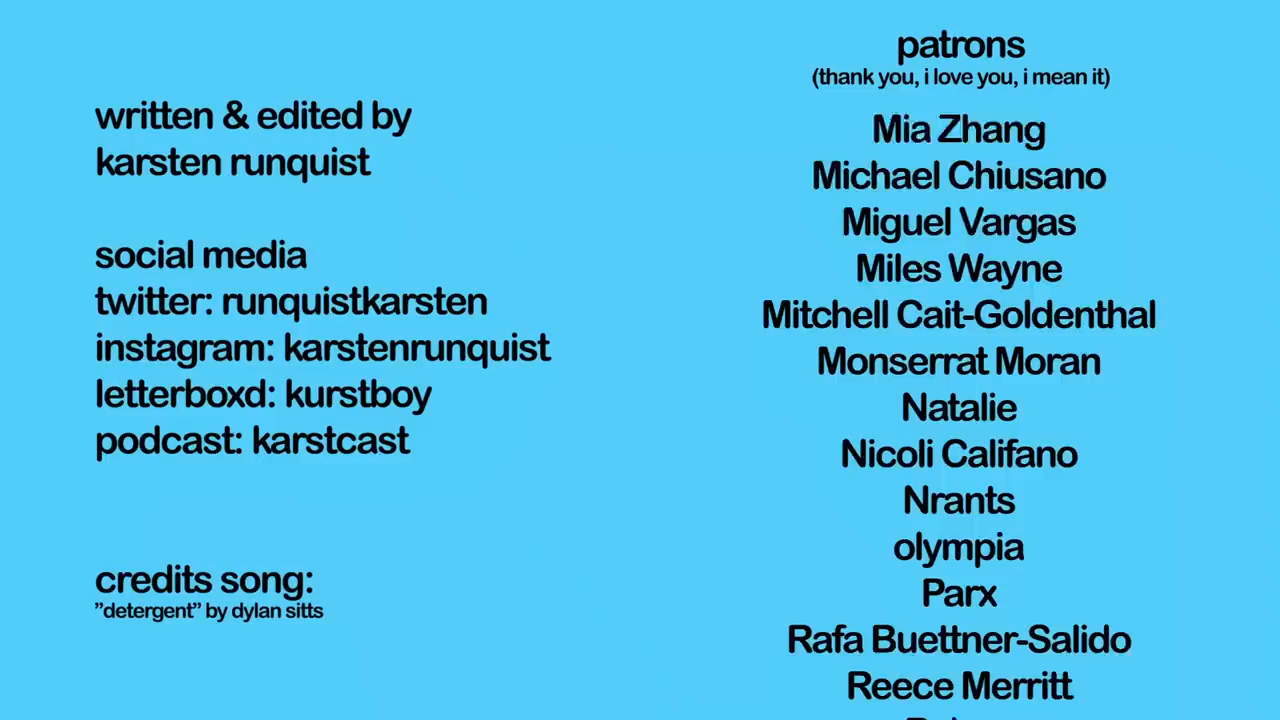 written & edited by
karsten runquist
social media
twitter: runquistkarsten
instagram: karstenrunquist
letterboxd: kurstboy
podcast: karstcast
credits song:
”detergent” by dylan sitts
patrons
(thank you, i love you, i mean it)
Mia Zhang
Michael Chiusano
Miguel Vargas
Miles Wayne
Mitchell Cait-Goldenthal
Monserrat Moran
Natalie
Nicoli Califano
Nrants
olympia
Parx
Rafa Buettner-Salido
Reece Merritt